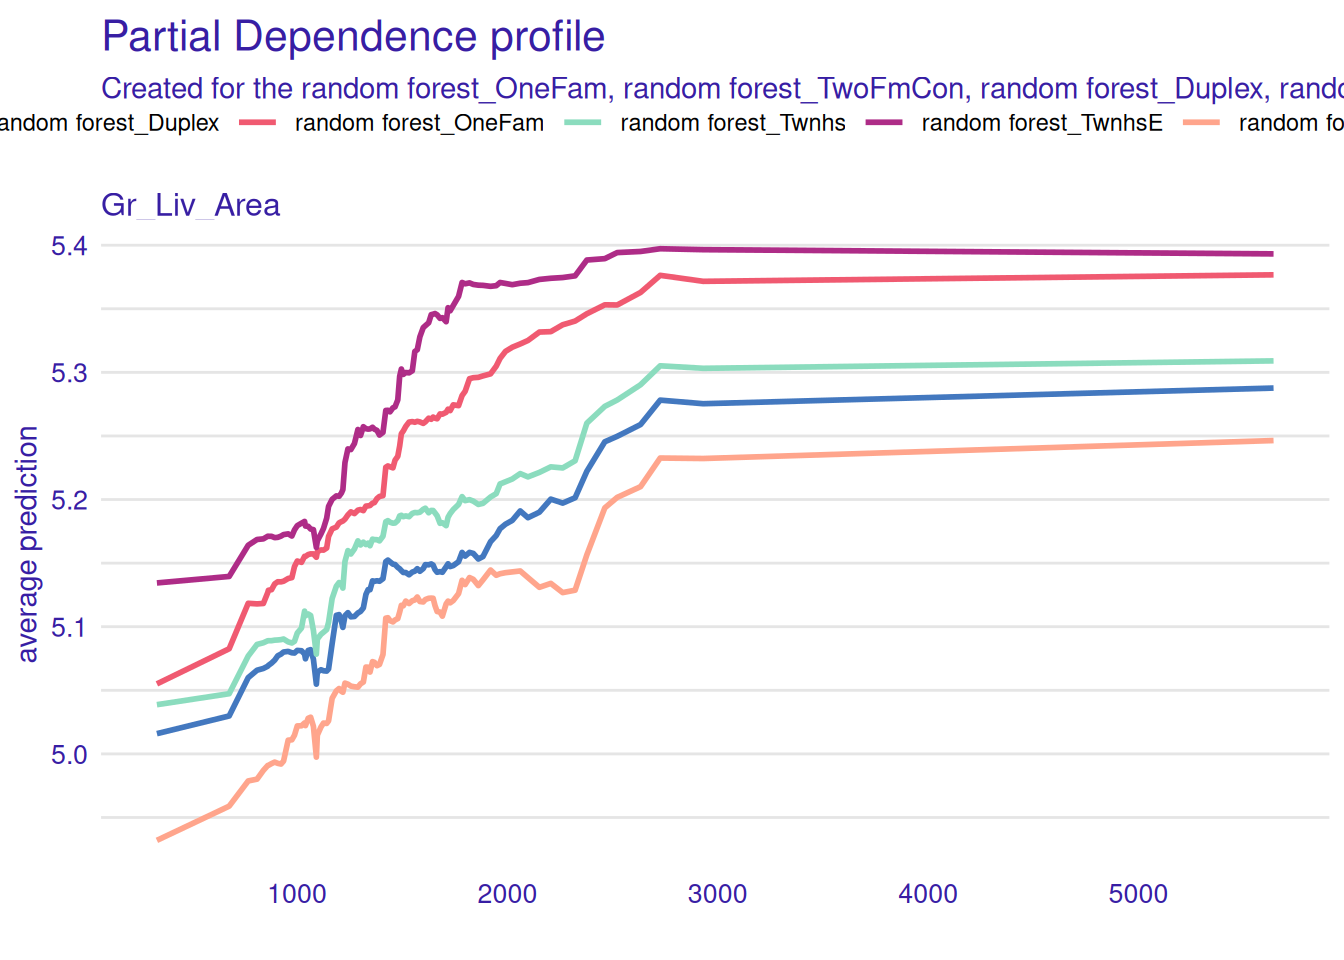 Partial Dependence profile
Created for the random forest_OneFam, random forest_TwoFmCon, random forest_Duplex, rando
andom forest_Duplex random forest_OneFam random forest_Twnhs random forest_TwnhsE random fo
Gr_Liv_Area
5.4
5.3
5.2
5.1
5.0
average prediction
1000 2000 3000 4000 5000